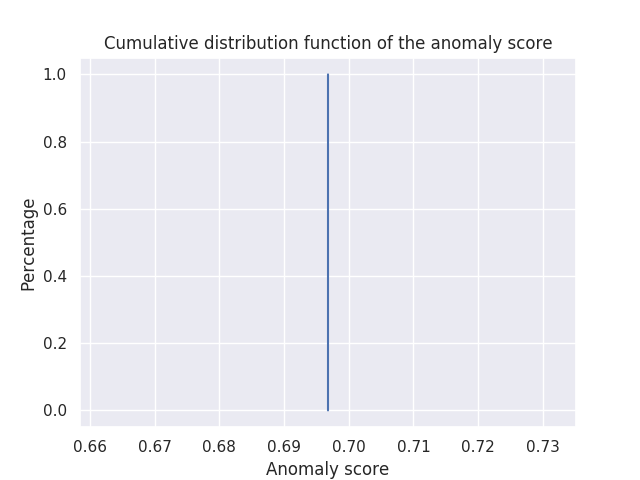 Cumulative distribution function of the anomaly score
1.0
0.8
0.6
0.4
0.2
0.0
Percentage
0.66 0.67 0.68 0.69 0.70 0.71 0.72 0.73
Anomaly score